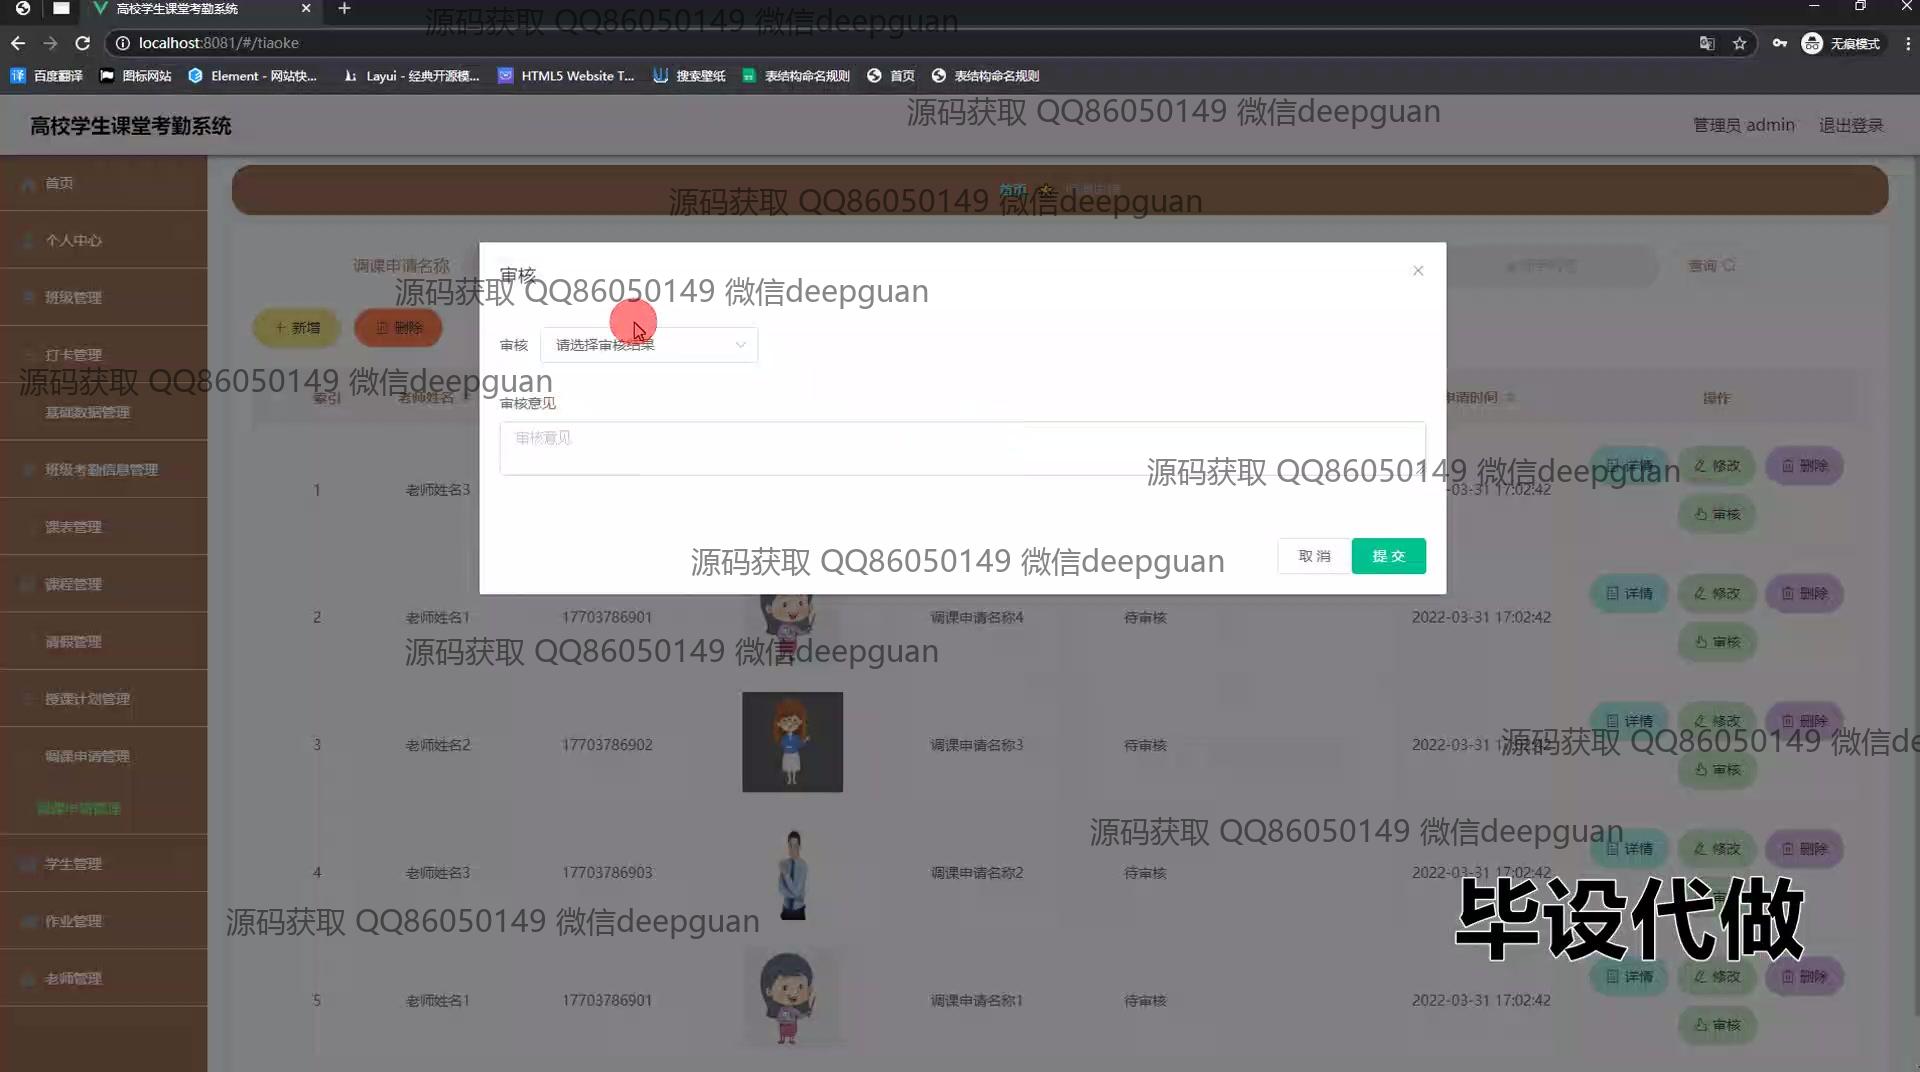 高校学生课堂考勤系统
localhost:8081/#/tiaoke
无痕模式
百度翻译 图标网站 Element - 网站快... Layui - 经典开源模... HTML5 Website T... 搜索壁纸 表结构命名规则 首页 表结构命名规则
高校学生课堂考勤系统
管理员 admin 退出登录
源码获取 QQ86050149 微信deepguan
源码获取 QQ86050149 微信deepguan
源码获取 QQ86050149 微信deepguan
源码获取 QQ86050149 微信deepguan
源码获取 QQ86050149 微信deepguan
源码获取 QQ86050149 微信deepguan
源码获取 QQ86050149 微信deepguan
源码获取 QQ86050149 微信deepguan
源码获取 QQ86050149 微信de
源码获取 QQ86050149 微信deepguan
源码获取 QQ86050149 微信deepguan
首页
个人中心
班级管理
打卡管理
基础数据管理
班级考勤信息管理
课表管理
课程管理
请假管理
授课计划管理
调课申请管理
调课申请管理
学生管理
作业管理
老师管理
首页
调课申请名称
查询
新增 删除
审核
审核 请选择审核结果
审核意见
审核意见
取消 提交
索引 老师姓名 申请时间 操作
1 老师姓名3 -03-31 17:02:42 详情 修改 删除
审核
2 老师姓名1 17703786901 调课申请名称4 待审核 2022-03-31 17:02:42 详情 修改 删除
审核
3 老师姓名2 17703786902 调课申请名称3 待审核 2022-03-31 17:02:42 详情 修改 删除
审核
4 老师姓名3 17703786903 调课申请名称2 待审核 2022-03-31 17:02:42 详情 修改 删除
5 老师姓名1 17703786901 调课申请名称1 待审核 2022-03-31 17:02:42 详情 修改 删除
审核
毕设代做